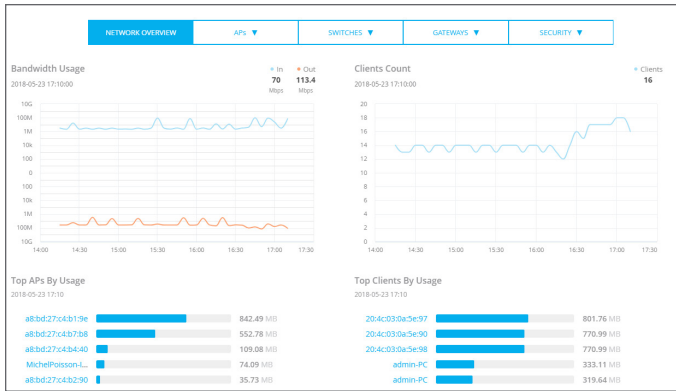 NETWORK OVERVIEW APs ▼ SWITCHES ▼ GATEWAYS ▼ SECURITY ▼
Bandwidth Usage
2018-05-23 17:10:00
In Out
70 113.4
Mbps Mbps
10G
100M
1M
10k
100
0
100
10k
1M
100M
10G
14:00 14:30 15:00 15:30 16:00 16:30 17:00 17:30
Clients Count
2018-05-23 17:10:00
Clients
16
20
18
16
14
12
10
8
6
4
2
0
14:00 14:30 15:00 15:30 16:00 16:30 17:00 17:30
Top APs By Usage
2018-05-23 17:10
a8:bd:27:c4:b1:9e 842.49 MB
a8:bd:27:c4:b7:b8 552.78 MB
a8:bd:27:c4:b4:40 109.08 MB
MichelPoisson-I... 74.09 MB
a8:bd:27:c4:b2:90 35.73 MB
Top Clients By Usage
2018-05-23 17:10
20:4c:03:0a:5e:97 801.76 MB
20:4c:03:0a:5e:90 770.99 MB
20:4c:03:0a:5e:98 770.99 MB
admin-PC 333.11 MB
admin-PC 319.64 MB